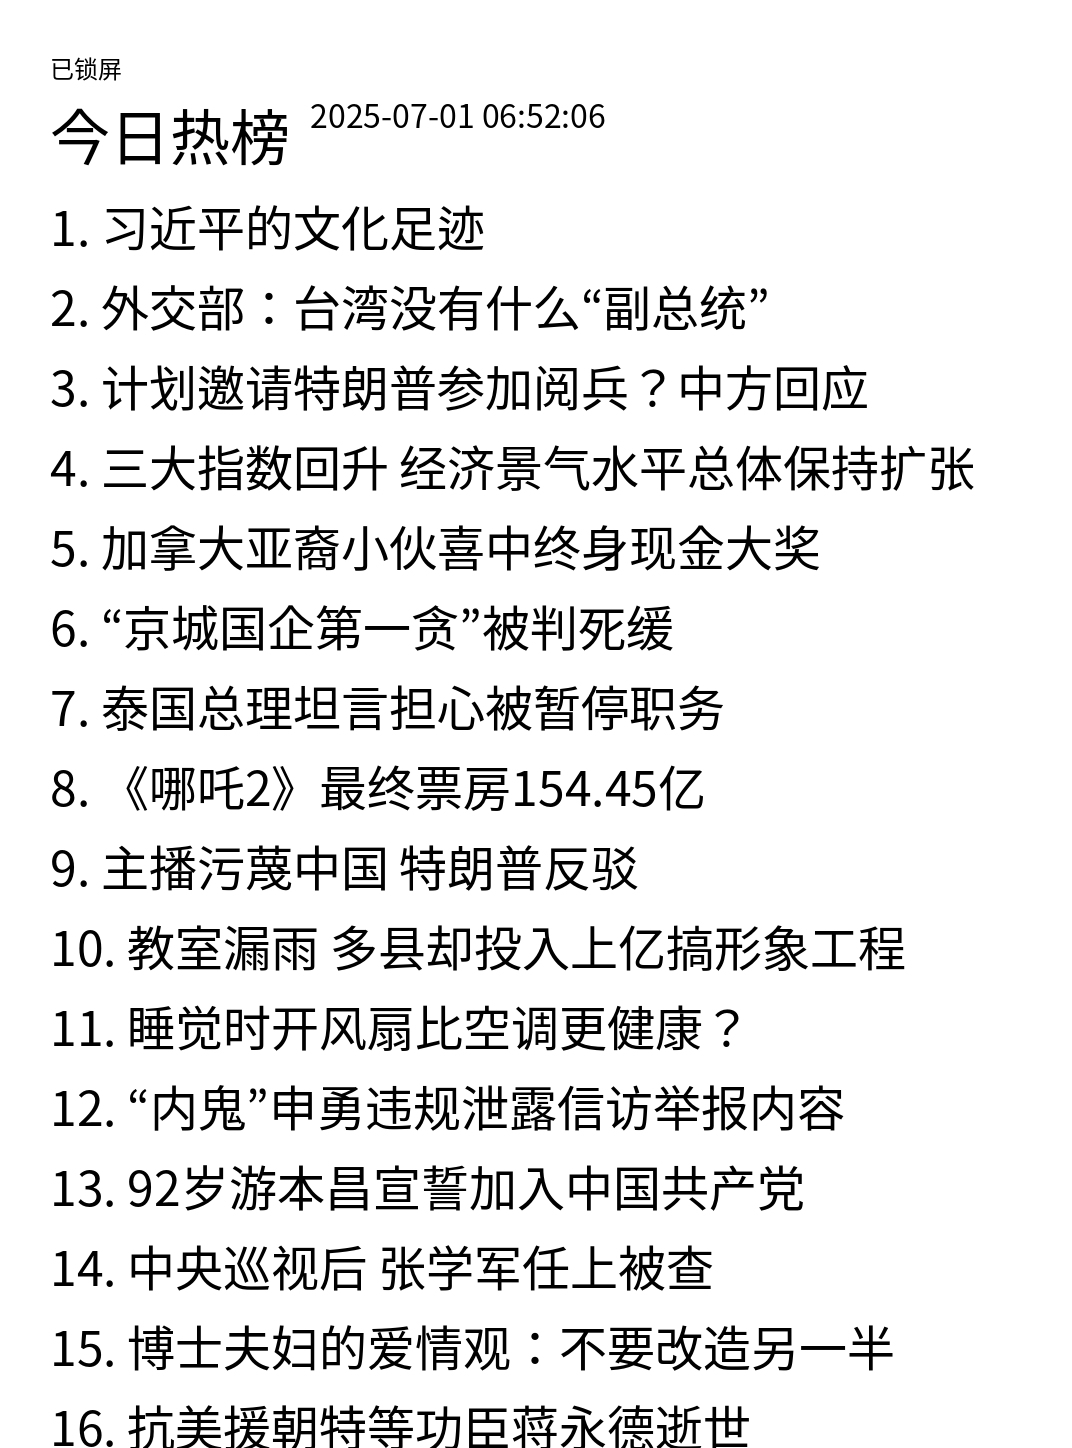 已锁屏
今日热榜 2025-07-01 06:52:06
1. 习近平的文化足迹
2. 外交部：台湾没有什么“副总统”
3. 计划邀请特朗普参加阅兵？中方回应
4. 三大指数回升 经济景气水平总体保持扩张
5. 加拿大亚裔小伙喜中终身现金大奖
6. “京城国企第一贪”被判死缓
7. 泰国总理坦言担心被暂停职务
8. 《哪吒2》最终票房154.45亿
9. 主播污蔑中国 特朗普反驳
10. 教室漏雨 多县却投入上亿搞形象工程
11. 睡觉时开风扇比空调更健康？
12. “内鬼”申勇违规泄露信访举报内容
13. 92岁游本昌宣誓加入中国共产党
14. 中央巡视后 张学军任上被查
15. 博士夫妇的爱情观：不要改造另一半
16. 抗美援朝特等功臣蒋永德逝世